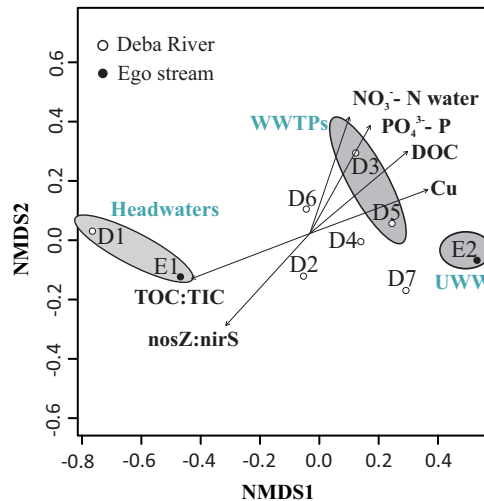 Deba River
Ego stream
NO₃⁻- N water
WWTPs
PO₄³⁻- P
D3
DOC
Cu
Headwaters
D6
D1
D5
D4
E2
E1
D2
D7
TOC:TIC
UWW
nosZ:nirS
NMDS2
0.6
0.4
0.2
0.0
-0.2
-0.4
-0.6
-0.8
-0.6
-0.4
-0.2
0.0
0.2
0.4
NMDS1